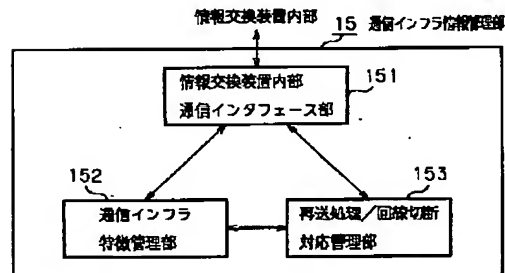 情報交換装置内部
15 通信インフラ情報管理部
情報交換装置内部
通信インタフェース部
151
152
通信インフラ
特徴管理部
153
再送処理/回線切断
対応管理部